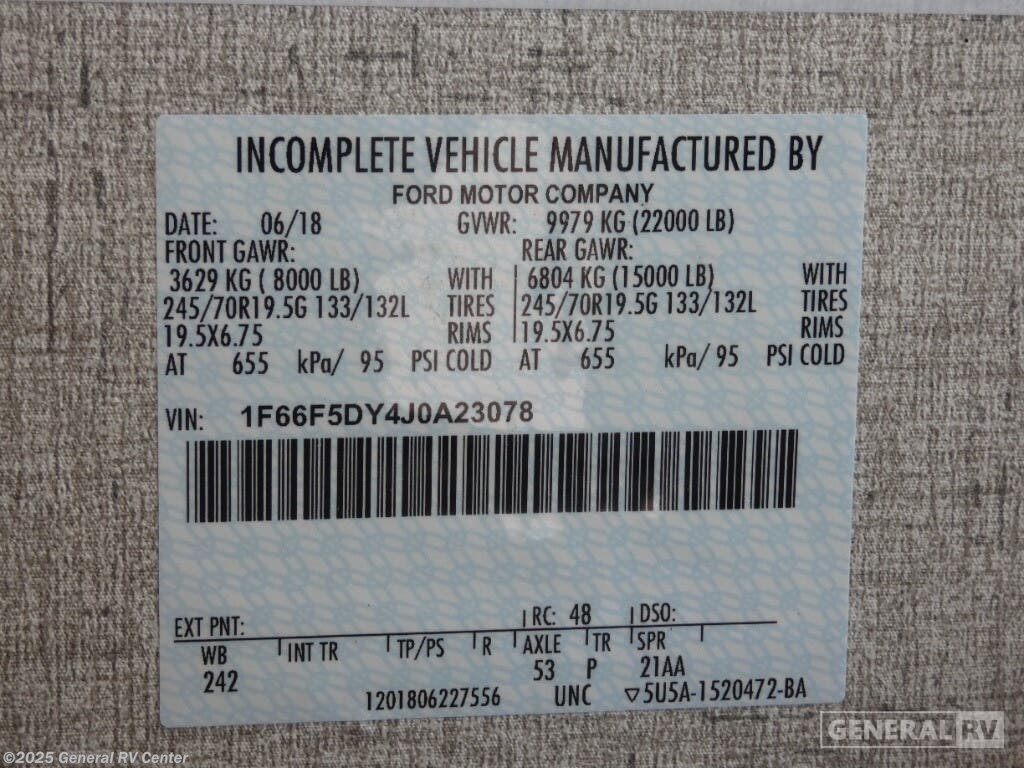 INCOMPLETE VEHICLE MANUFACTURED BY
FORD MOTOR COMPANY
DATE: 06/18 GVWR: 9979 KG (22000 LB)
FRONT GAWR: REAR GAWR:
3629 KG ( 8000 LB) WITH 6804 KG (15000 LB) WITH
245/70R19.5G 133/132L TIRES 245/70R19.5G 133/132L TIRES
19.5X6.75 RIMS 19.5X6.75 RIMS
AT 655 kPa/ 95 PSI COLD AT 655 kPa/ 95 PSI COLD
VIN: 1F66F5DY4J0A23078
EXT PNT: RC: 48 DSO:
WB INT TR TP/PS R AXLE TR SPR
242 53 P 21AA
1201806227556 UNC ▽5U5A-1520472-BA
GENERAL RV
©2025 General RV Center